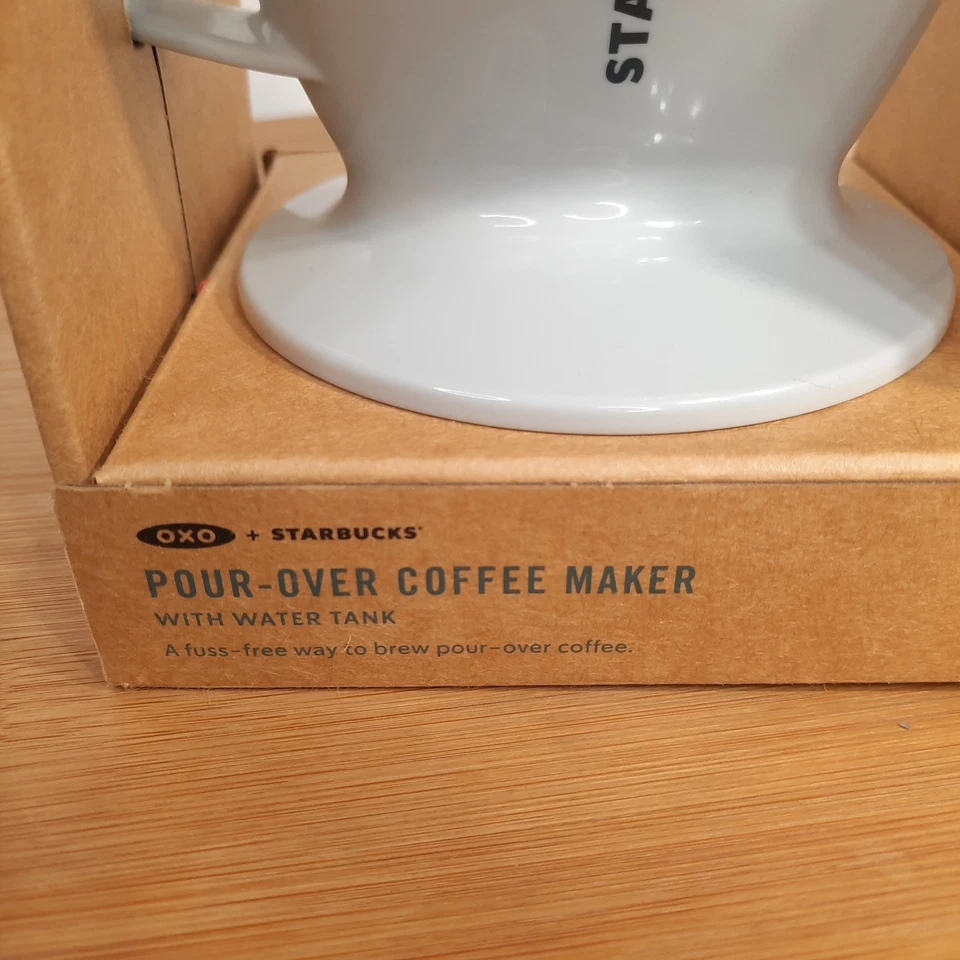 STA
OXO + STARBUCKS®
POUR-OVER COFFEE MAKER
WITH WATER TANK
A fuss-free way to brew pour-over coffee.